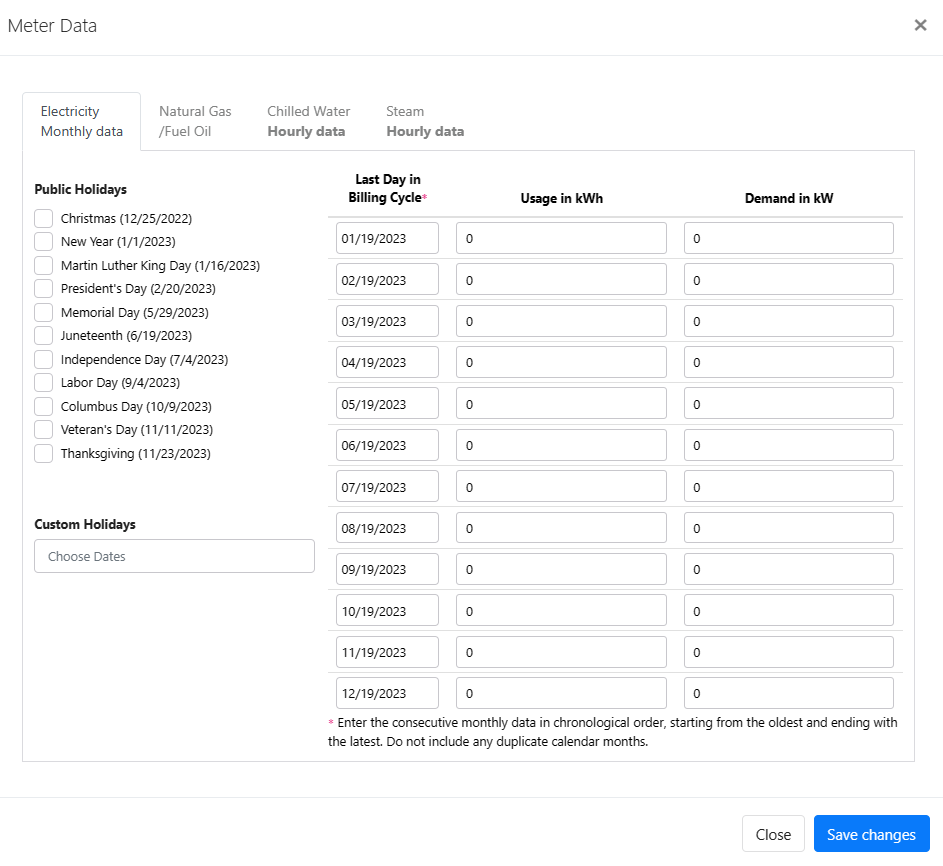 Meter Data
×
Electricity
Monthly data
Natural Gas
/Fuel Oil
Chilled Water
Hourly data
Steam
Hourly data
Public Holidays
Christmas (12/25/2022)
New Year (1/1/2023)
Martin Luther King Day (1/16/2023)
President's Day (2/20/2023)
Memorial Day (5/29/2023)
Juneteenth (6/19/2023)
Independence Day (7/4/2023)
Labor Day (9/4/2023)
Columbus Day (10/9/2023)
Veteran's Day (11/11/2023)
Thanksgiving (11/23/2023)
Custom Holidays
Choose Dates
Last Day in
Billing Cycle*
Usage in kWh
Demand in kW
01/19/2023 0 0
02/19/2023 0 0
03/19/2023 0 0
04/19/2023 0 0
05/19/2023 0 0
06/19/2023 0 0
07/19/2023 0 0
08/19/2023 0 0
09/19/2023 0 0
10/19/2023 0 0
11/19/2023 0 0
12/19/2023 0 0
* Enter the consecutive monthly data in chronological order, starting from the oldest and ending with
the latest. Do not include any duplicate calendar months.
Close
Save changes